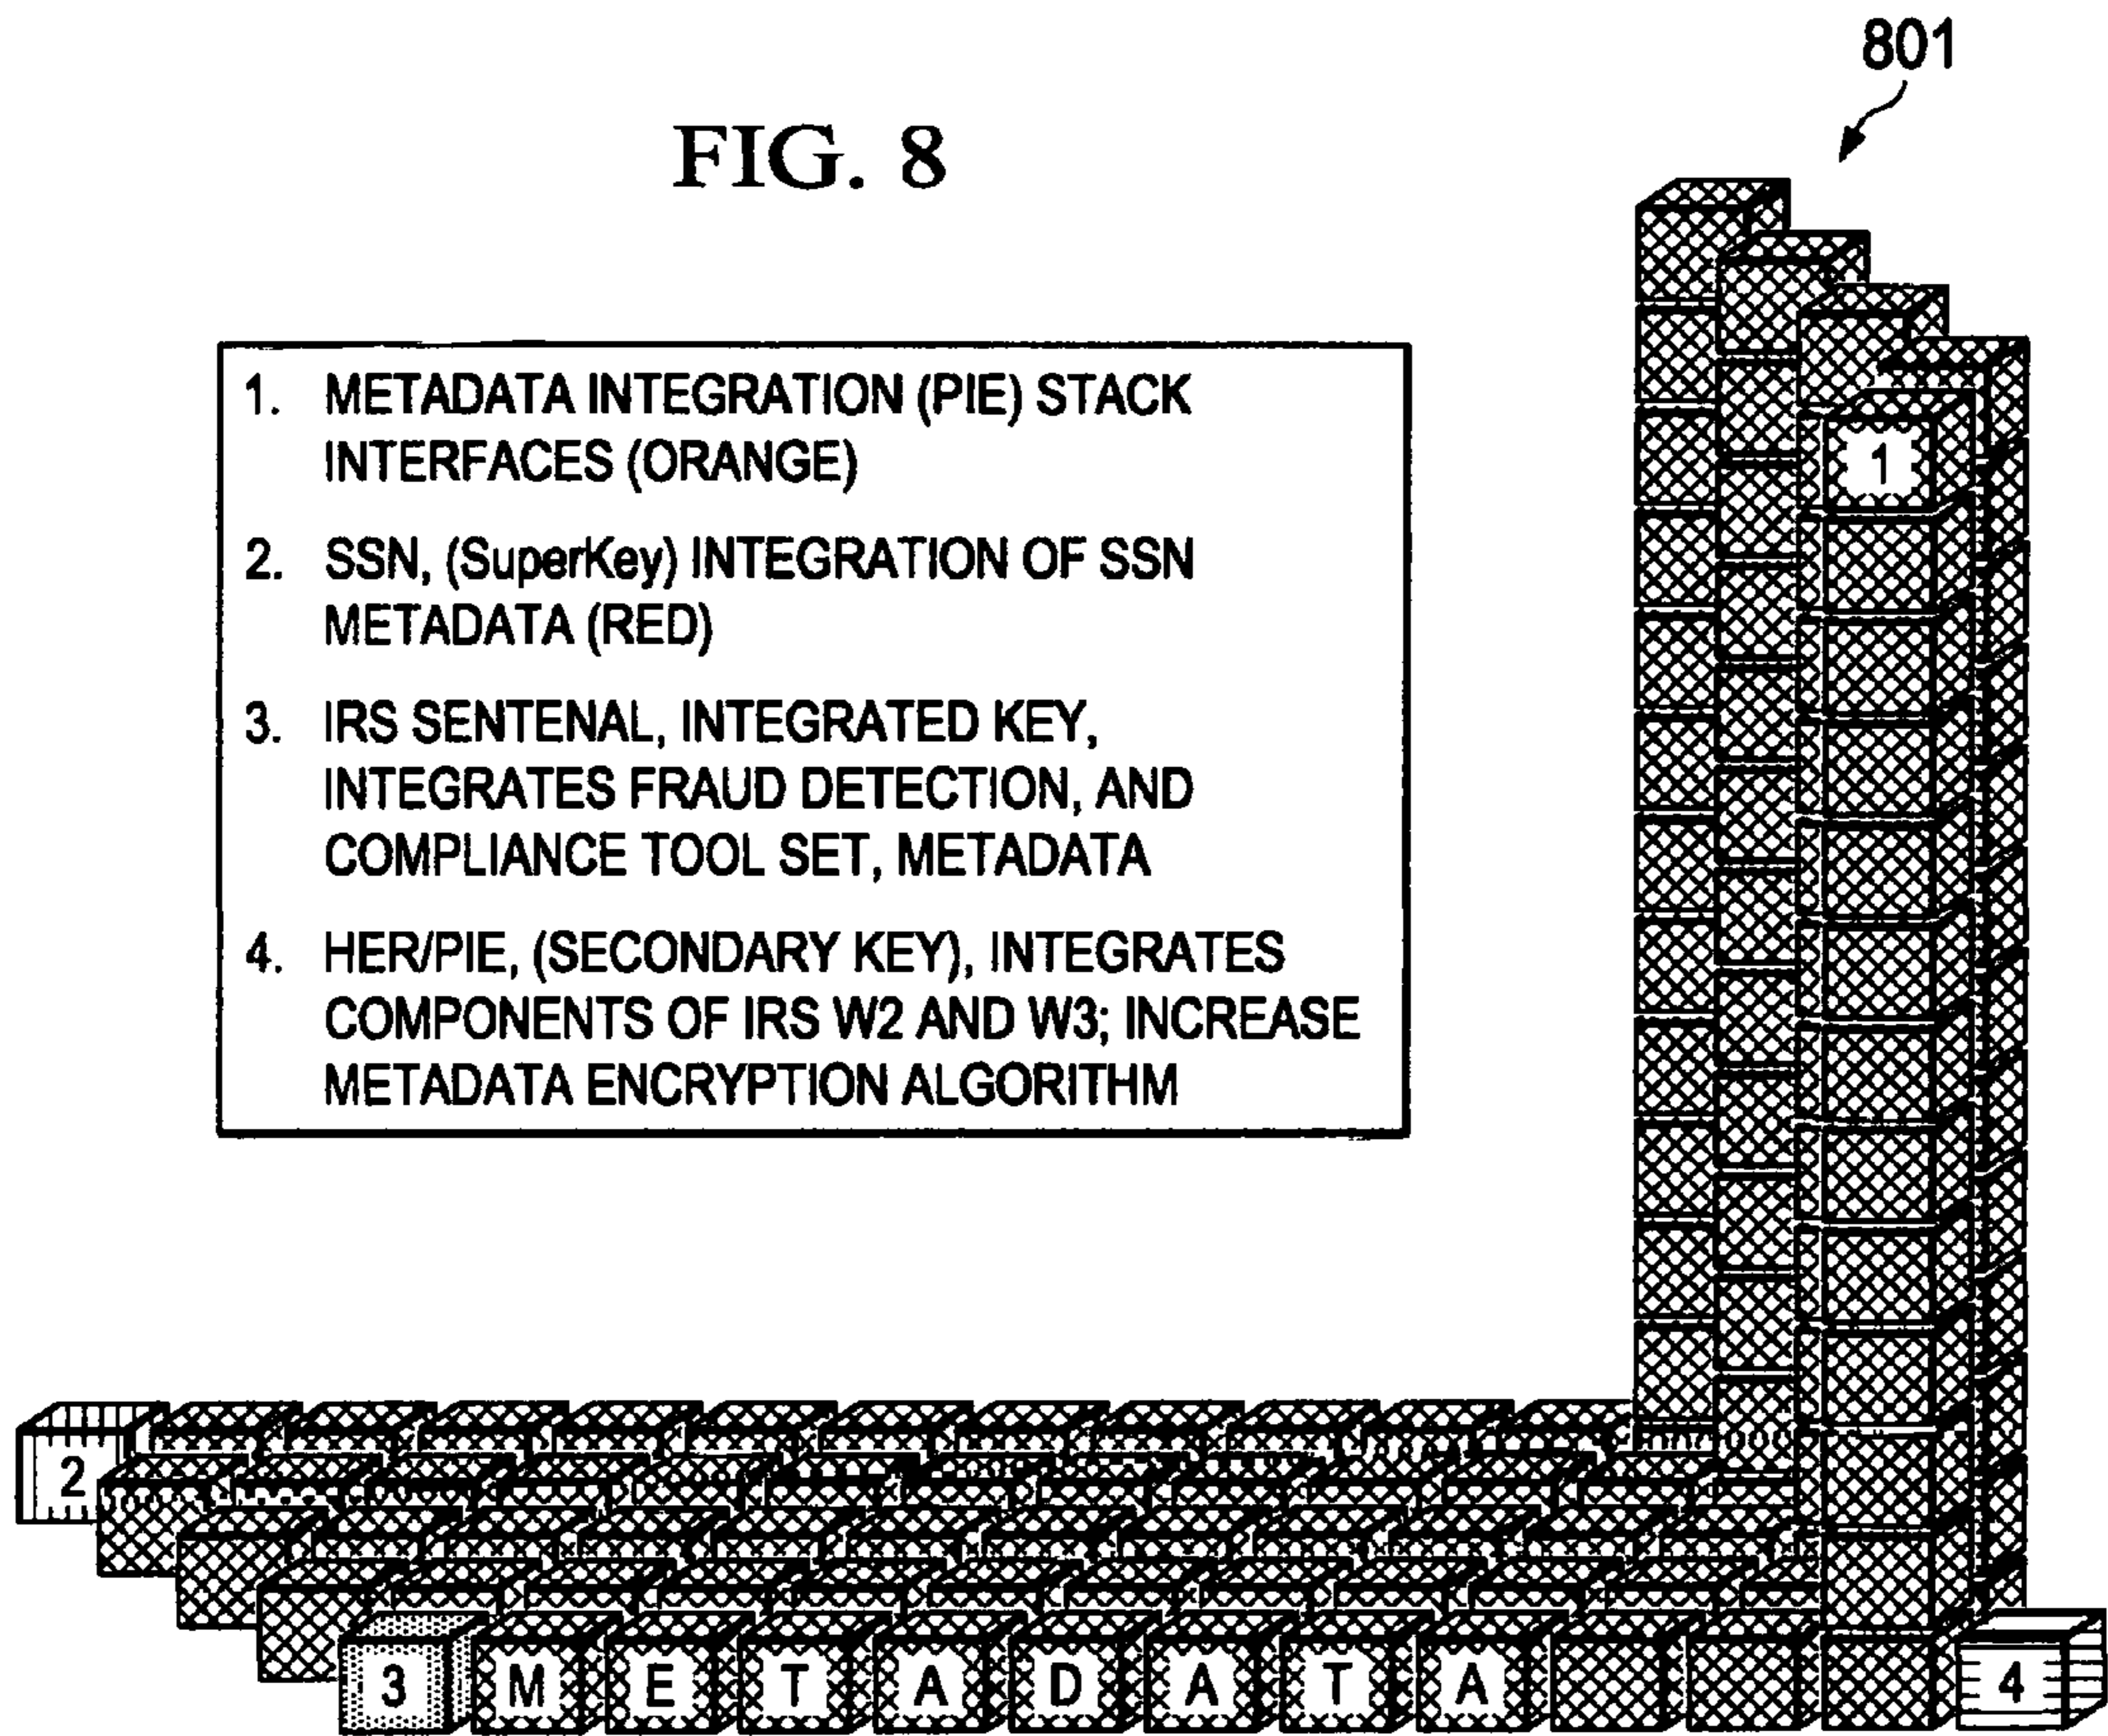 801
FIG. 8
1. METADATA INTEGRATION (PIE) STACK
INTERFACES (ORANGE)
2. SSN, (SuperKey) INTEGRATION OF SSN
METADATA (RED)
3. IRS SENTENAL, INTEGRATED KEY,
INTEGRATES FRAUD DETECTION, AND
COMPLIANCE TOOL SET, METADATA
4. HER/PIE, (SECONDARY KEY), INTEGRATES
COMPONENTS OF IRS W2 AND W3; INCREASE
METADATA ENCRYPTION ALGORITHM
1
2
3 M E T A D A T A 4